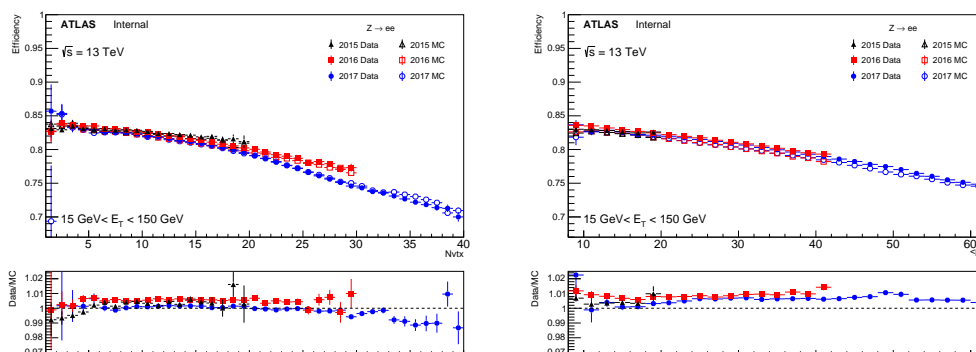 ATLAS Internal
Z → ee
√s = 13 TeV
2015 Data 2015 MC
2016 Data 2016 MC
2017 Data 2017 MC
Efficiency
1
0.95
0.9
0.85
0.8
0.75
0.7
15 GeV< E_T < 150 GeV
5 10 15 20 25 30 35 40
Nvtx
Data/MC
1.02
1.01
1
0.99
0.98
0.97
ATLAS Internal
Z → ee
√s = 13 TeV
2015 Data 2015 MC
2016 Data 2016 MC
2017 Data 2017 MC
Efficiency
1
0.95
0.9
0.85
0.8
0.75
0.7
15 GeV< E_T < 150 GeV
10 20 30 40 50 60
Data/MC
1.02
1.01
1
0.99
0.98
0.97